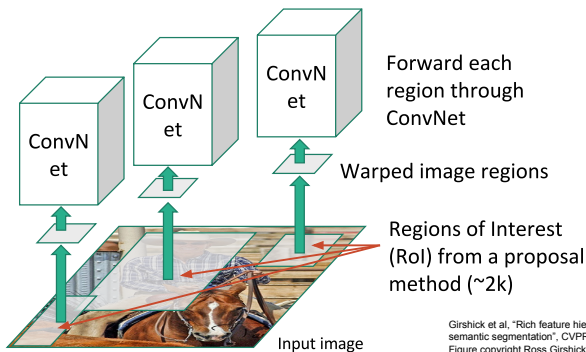 ConvN
et
ConvN
et
ConvN
et
Forward each
region through
ConvNet
Warped image regions
Regions of Interest
(RoI) from a proposal
method (~2k)
Input image
Girshick et al, “Rich feature hie
semantic segmentation”, CVPF
Figure copyright Ross Girshick